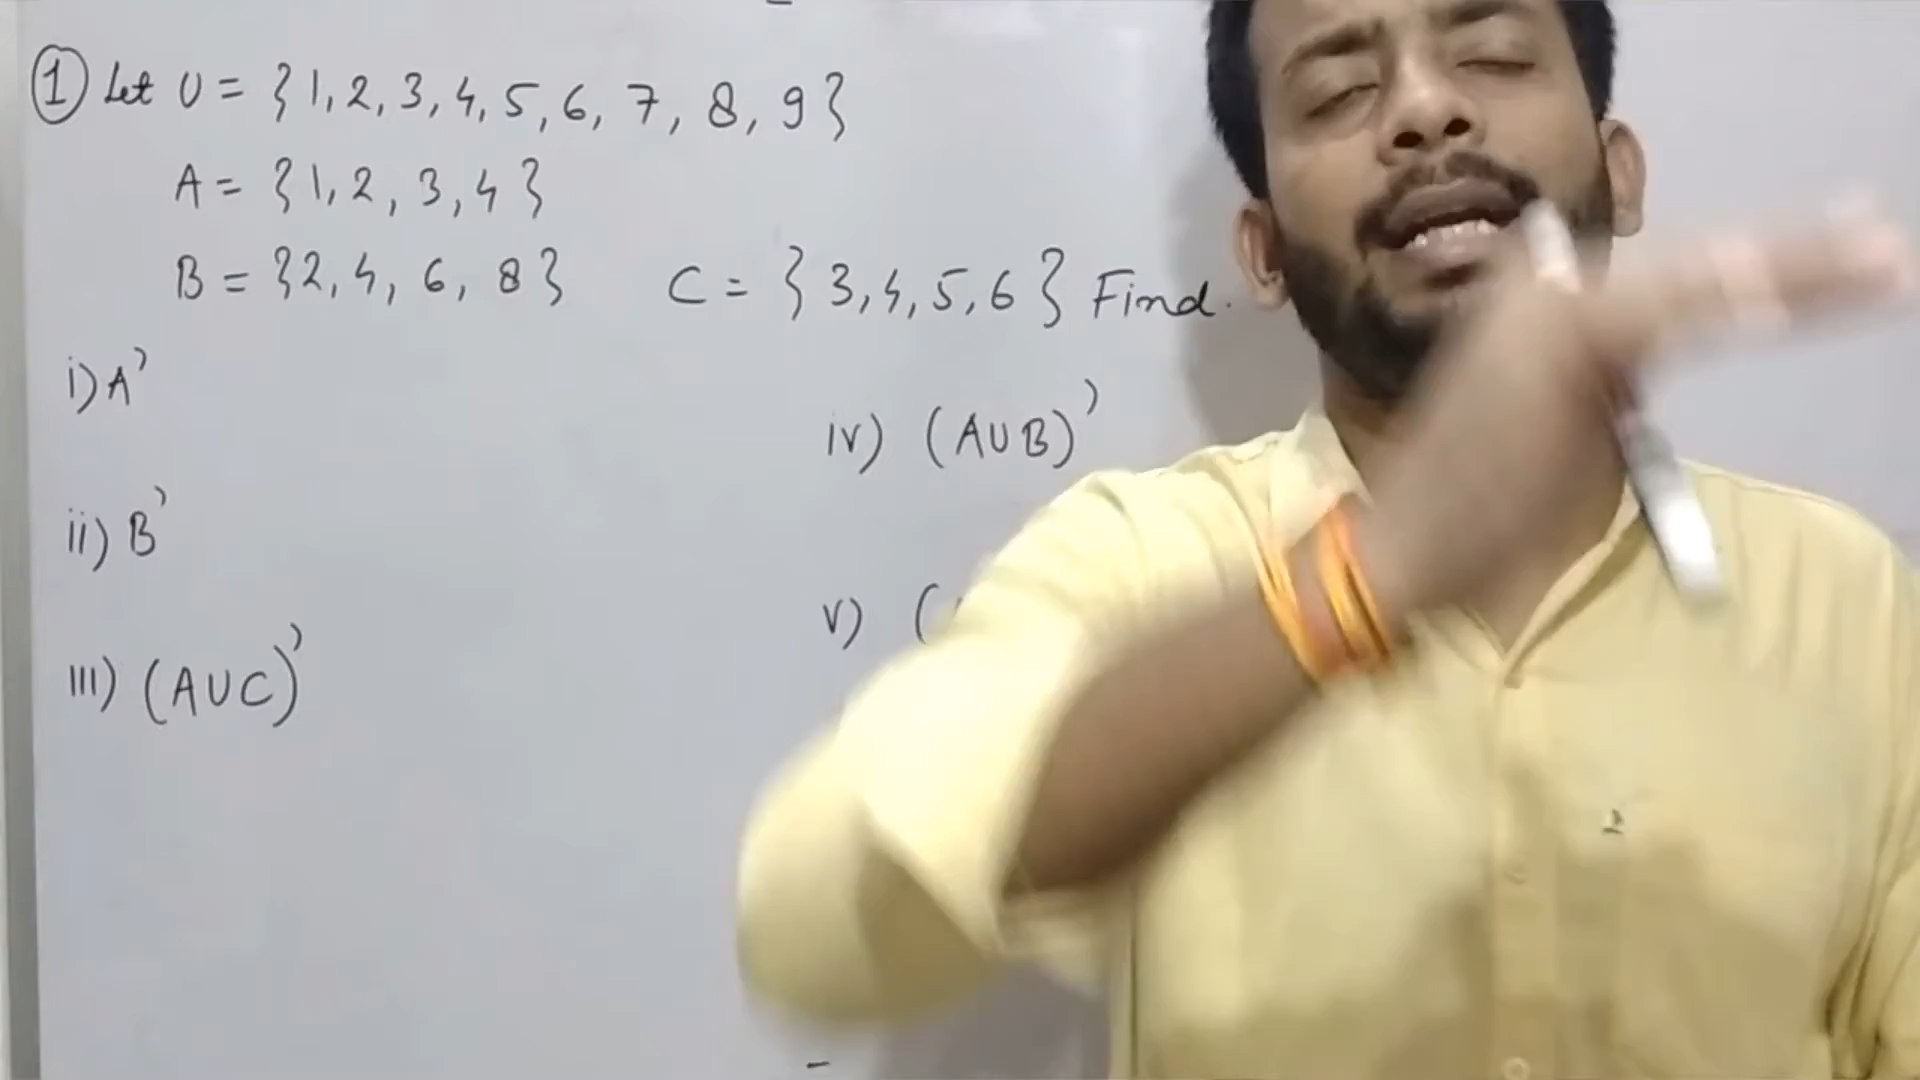 ① Let U = {1, 2, 3, 4, 5, 6, 7, 8, 9}
A = {1, 2, 3, 4}
B = {2, 4, 6, 8} C = {3, 4, 5, 6} Find.
i) A'
iv) (A∪B)'
ii) B'
v) (
iii) (A∪C)'